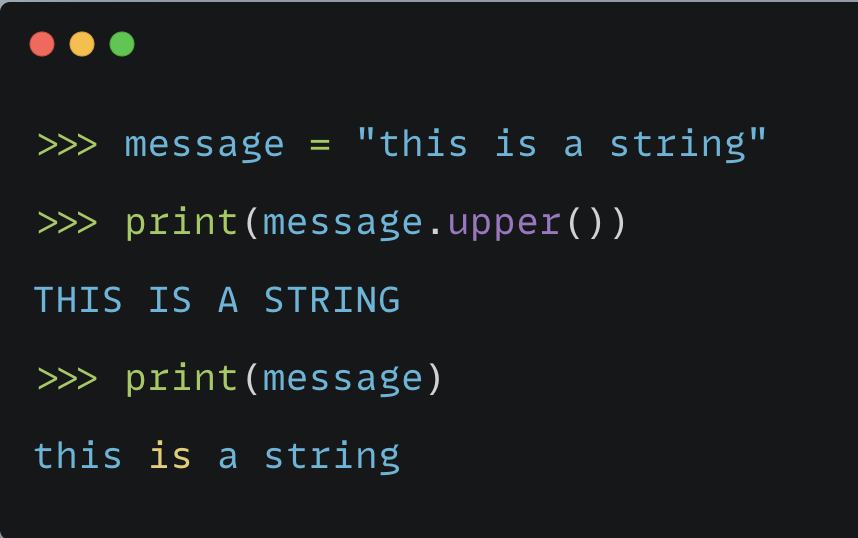 >>> message = "this is a string"
>>> print(message.upper())
THIS IS A STRING
>>> print(message)
this is a string